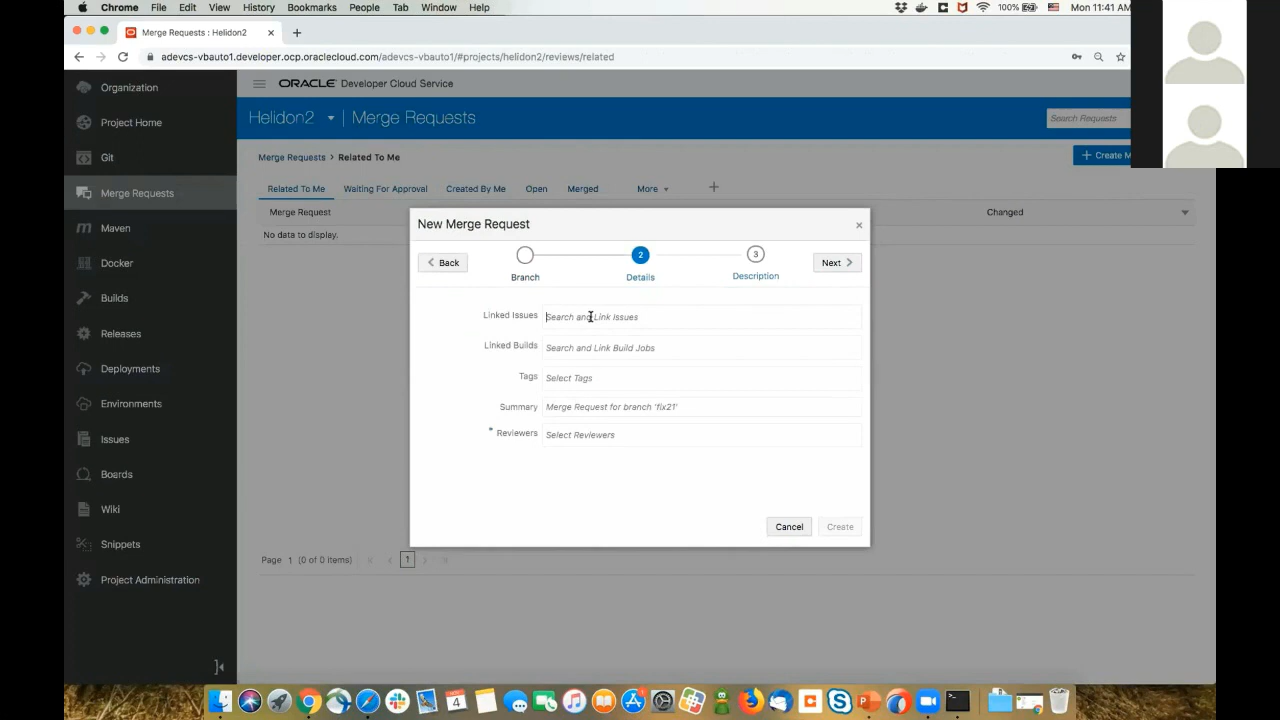 Chrome File Edit View History Bookmarks People Tab Window Help 100% Mon 11:41 AM
Merge Requests : Helidon2
adevcs-vbauto1.developer.ocp.oraclecloud.com/adevcs-vbauto1/#projects/helidon2/reviews/related
Organization
Project Home
Git
Merge Requests
Maven
Docker
Builds
Releases
Deployments
Environments
Issues
Boards
Wiki
Snippets
Project Administration
ORACLE Developer Cloud Service
Helidon2 | Merge Requests
Search Requests
Merge Requests > Related To Me
+ Create M
Related To Me Waiting For Approval Created By Me Open Merged More
Merge Request Changed
No data to display.
New Merge Request
Back
2
3
Next
Branch Details Description
Linked Issues Search and Link Issues
Linked Builds Search and Link Build Jobs
Tags Select Tags
Summary Merge Request for branch 'fix21'
* Reviewers Select Reviewers
Cancel Create
Page 1 (0 of 0 items) 1
4